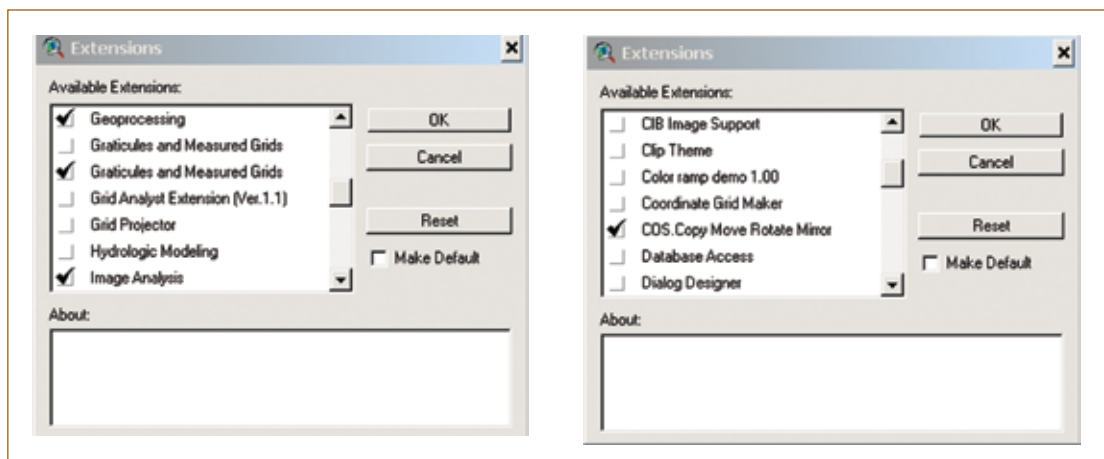 Extensions
Available Extensions:
Geoprocessing
Graticules and Measured Grids
Graticules and Measured Grids
Grid Analyst Extension (Ver.1.1)
Grid Projector
Hydrologic Modeling
Image Analysis
OK
Cancel
Reset
Make Default
About:
Extensions
Available Extensions:
CIB Image Support
Clip Theme
Color ramp demo 1.00
Coordinate Grid Maker
COS.Copy Move Rotate Mirror
Database Access
Dialog Designer
OK
Cancel
Reset
Make Default
About: